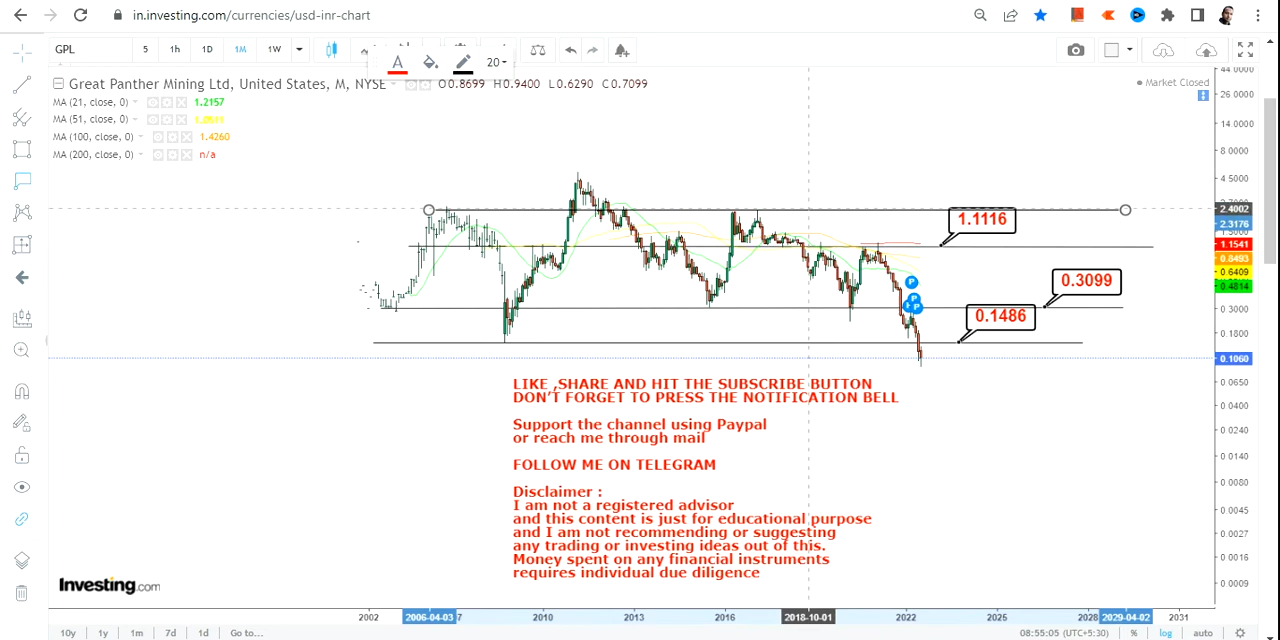 in.investing.com/currencies/usd-inr-chart
GPL 5 1h 1D 1M 1W
A 20
Great Panther Mining Ltd, United States, M, NYSE O0.8699 H0.9400 L0.6290 C0.7099
Market Closed
MA (21, close, 0) 1.2157
MA (51, close, 0)
MA (100, close, 0) 1.4260
MA (200, close, 0) n/a
44.0000
26.0000
14.0000
8.0000
4.5000
2.4002
2.3176
1.5000
1.1541
0.8493
0.6409
0.4814
0.3000
0.1800
0.1060
0.0650
0.0400
0.0240
0.0140
0.0080
0.0045
0.0027
0.0016
0.0009
1.1116
0.3099
0.1486
P
P
P
LIKE ,SHARE AND HIT THE SUBSCRIBE BUTTON
DON'T FORGET TO PRESS THE NOTIFICATION BELL
Support the channel using Paypal
or reach me through mail
FOLLOW ME ON TELEGRAM
Disclaimer :
I am not a registered advisor
and this content is just for educational purpose
and I am not recommending or suggesting
any trading or investing ideas out of this.
Money spent on any financial instruments
requires individual due diligence
Investing.com
2002 2006-04-03 7 2010 2013 2016 2018-10-01 2022 2025 2028 2029-04-02 2031
10y 1y 1m 7d 1d Go to... 08:55:05 (UTC+5:30) % log auto